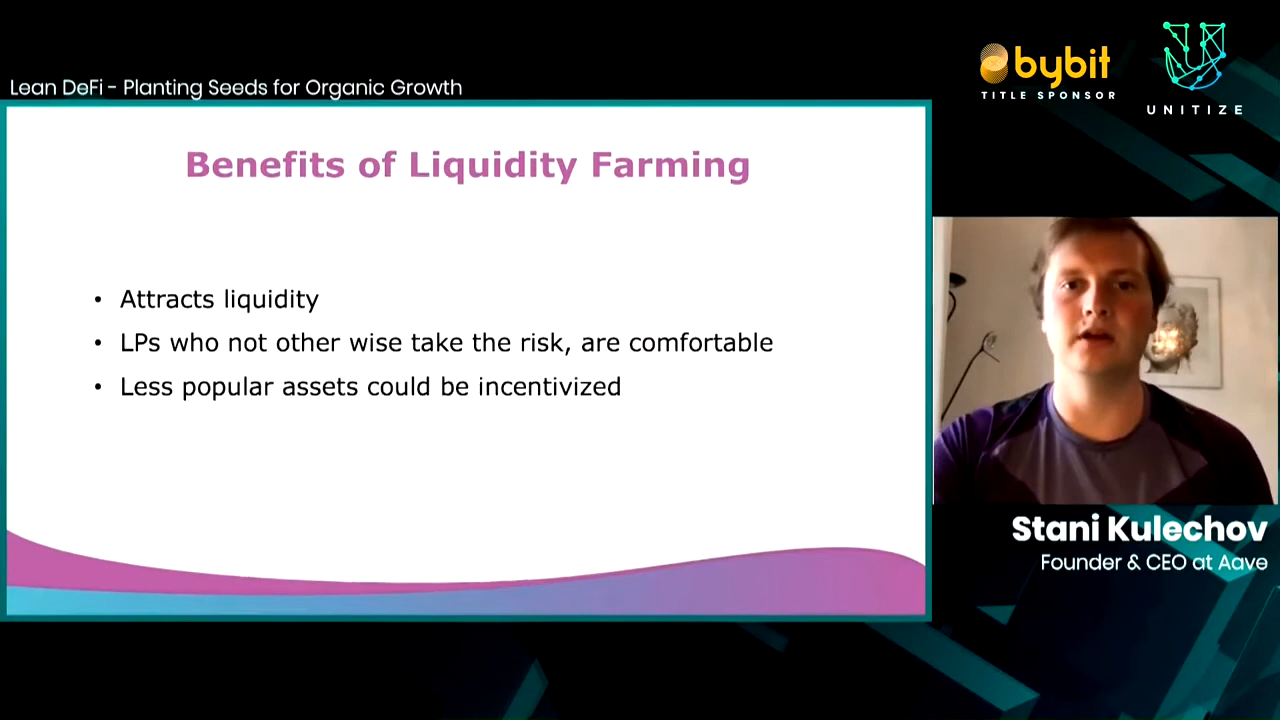 Lean DeFi - Planting Seeds for Organic Growth
bybit
TITLE SPONSOR
UNITIZE
Benefits of Liquidity Farming
• Attracts liquidity
• LPs who not other wise take the risk, are comfortable
• Less popular assets could be incentivized
Stani Kulechov
Founder & CEO at Aave